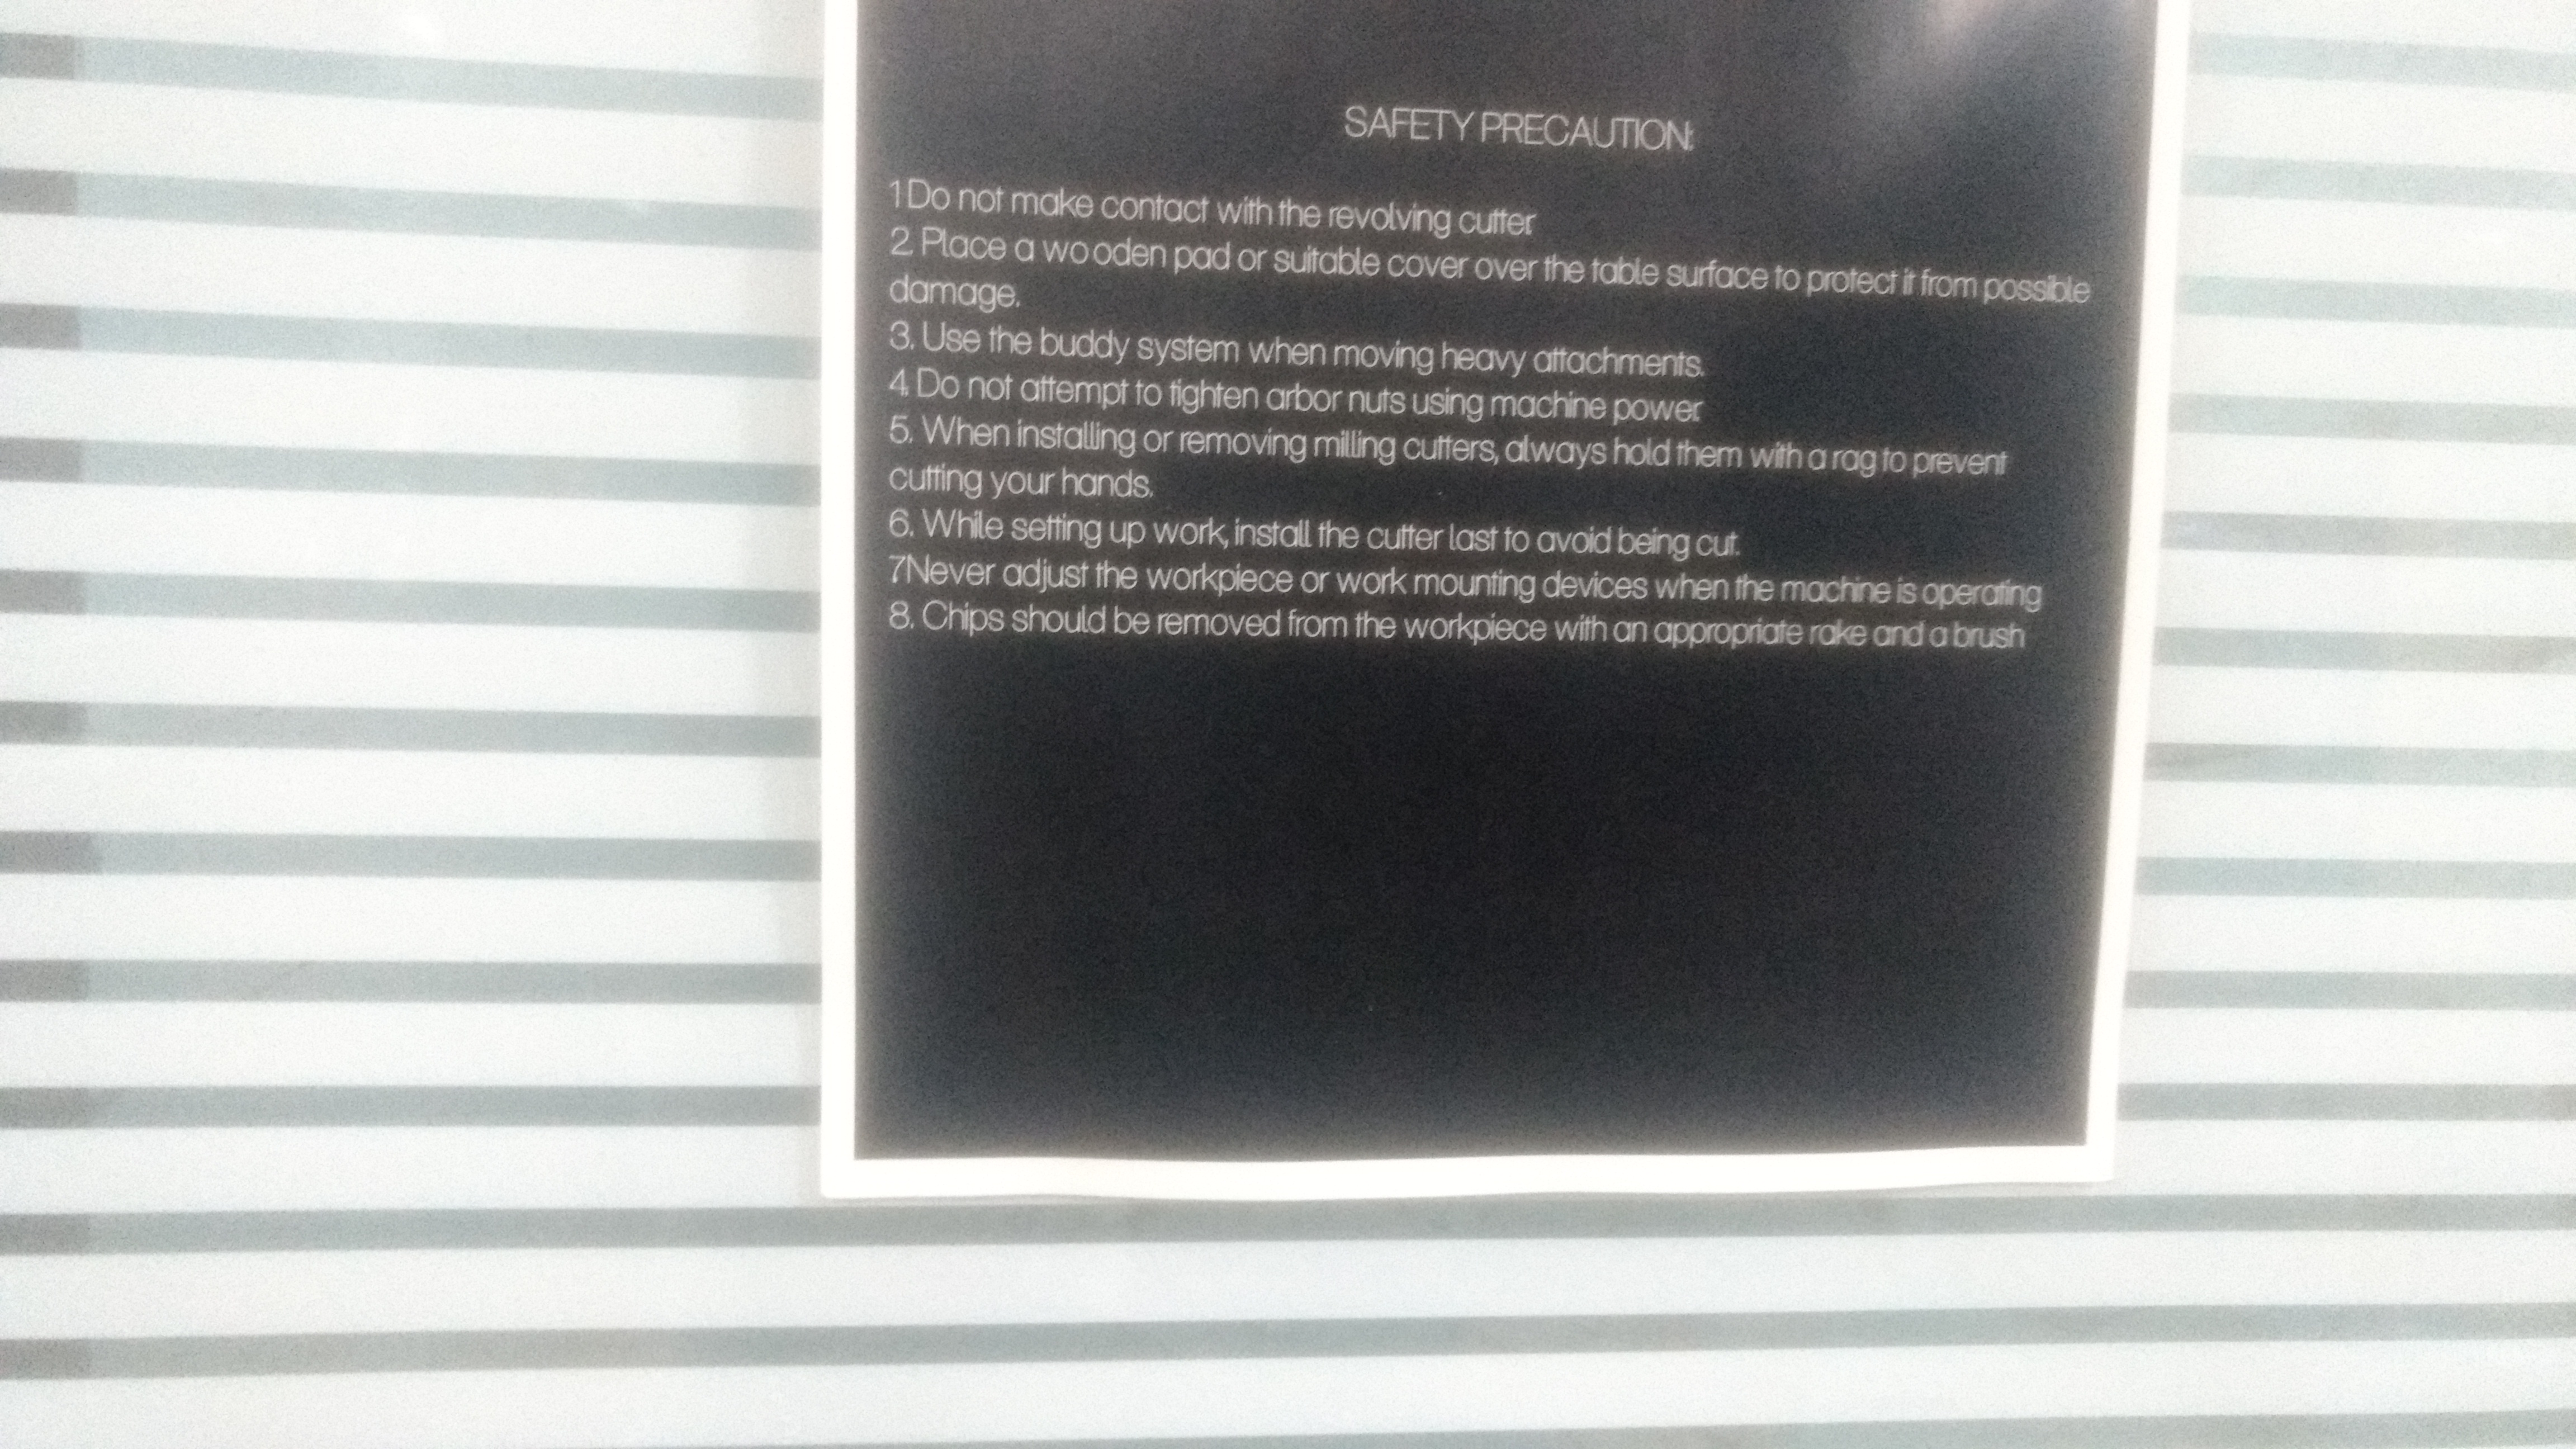 SAFETY PRECAUTION:
1 Do not make contact with the revolving cutter
2. Place a wooden pad or suitable cover over the table surface to protect it from possible
damage.
3. Use the buddy system when moving heavy attachments.
4. Do not attempt to tighten arbor nuts using machine power.
5. When installing or removing milling cutters, always hold them with a rag to prevent
cutting your hands.
6. While setting up work, install the cutter last to avoid being cut.
7Never adjust the workpiece or work mounting devices when the machine is operating
8. Chips should be removed from the workpiece with an appropriate rake and a brush